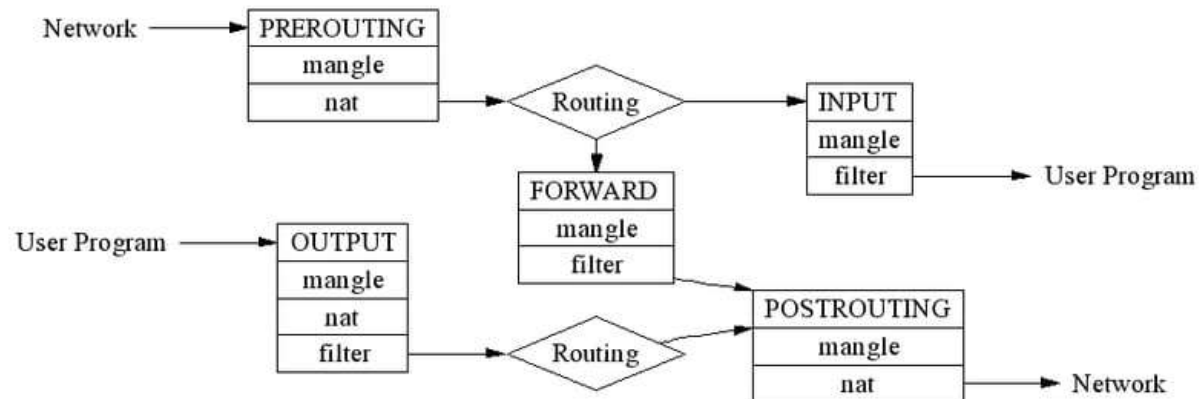 Network
PREROUTING
mangle
nat
Routing
INPUT
mangle
filter
User Program
FORWARD
mangle
filter
User Program
OUTPUT
mangle
nat
filter
Routing
POSTROUTING
mangle
nat
Network